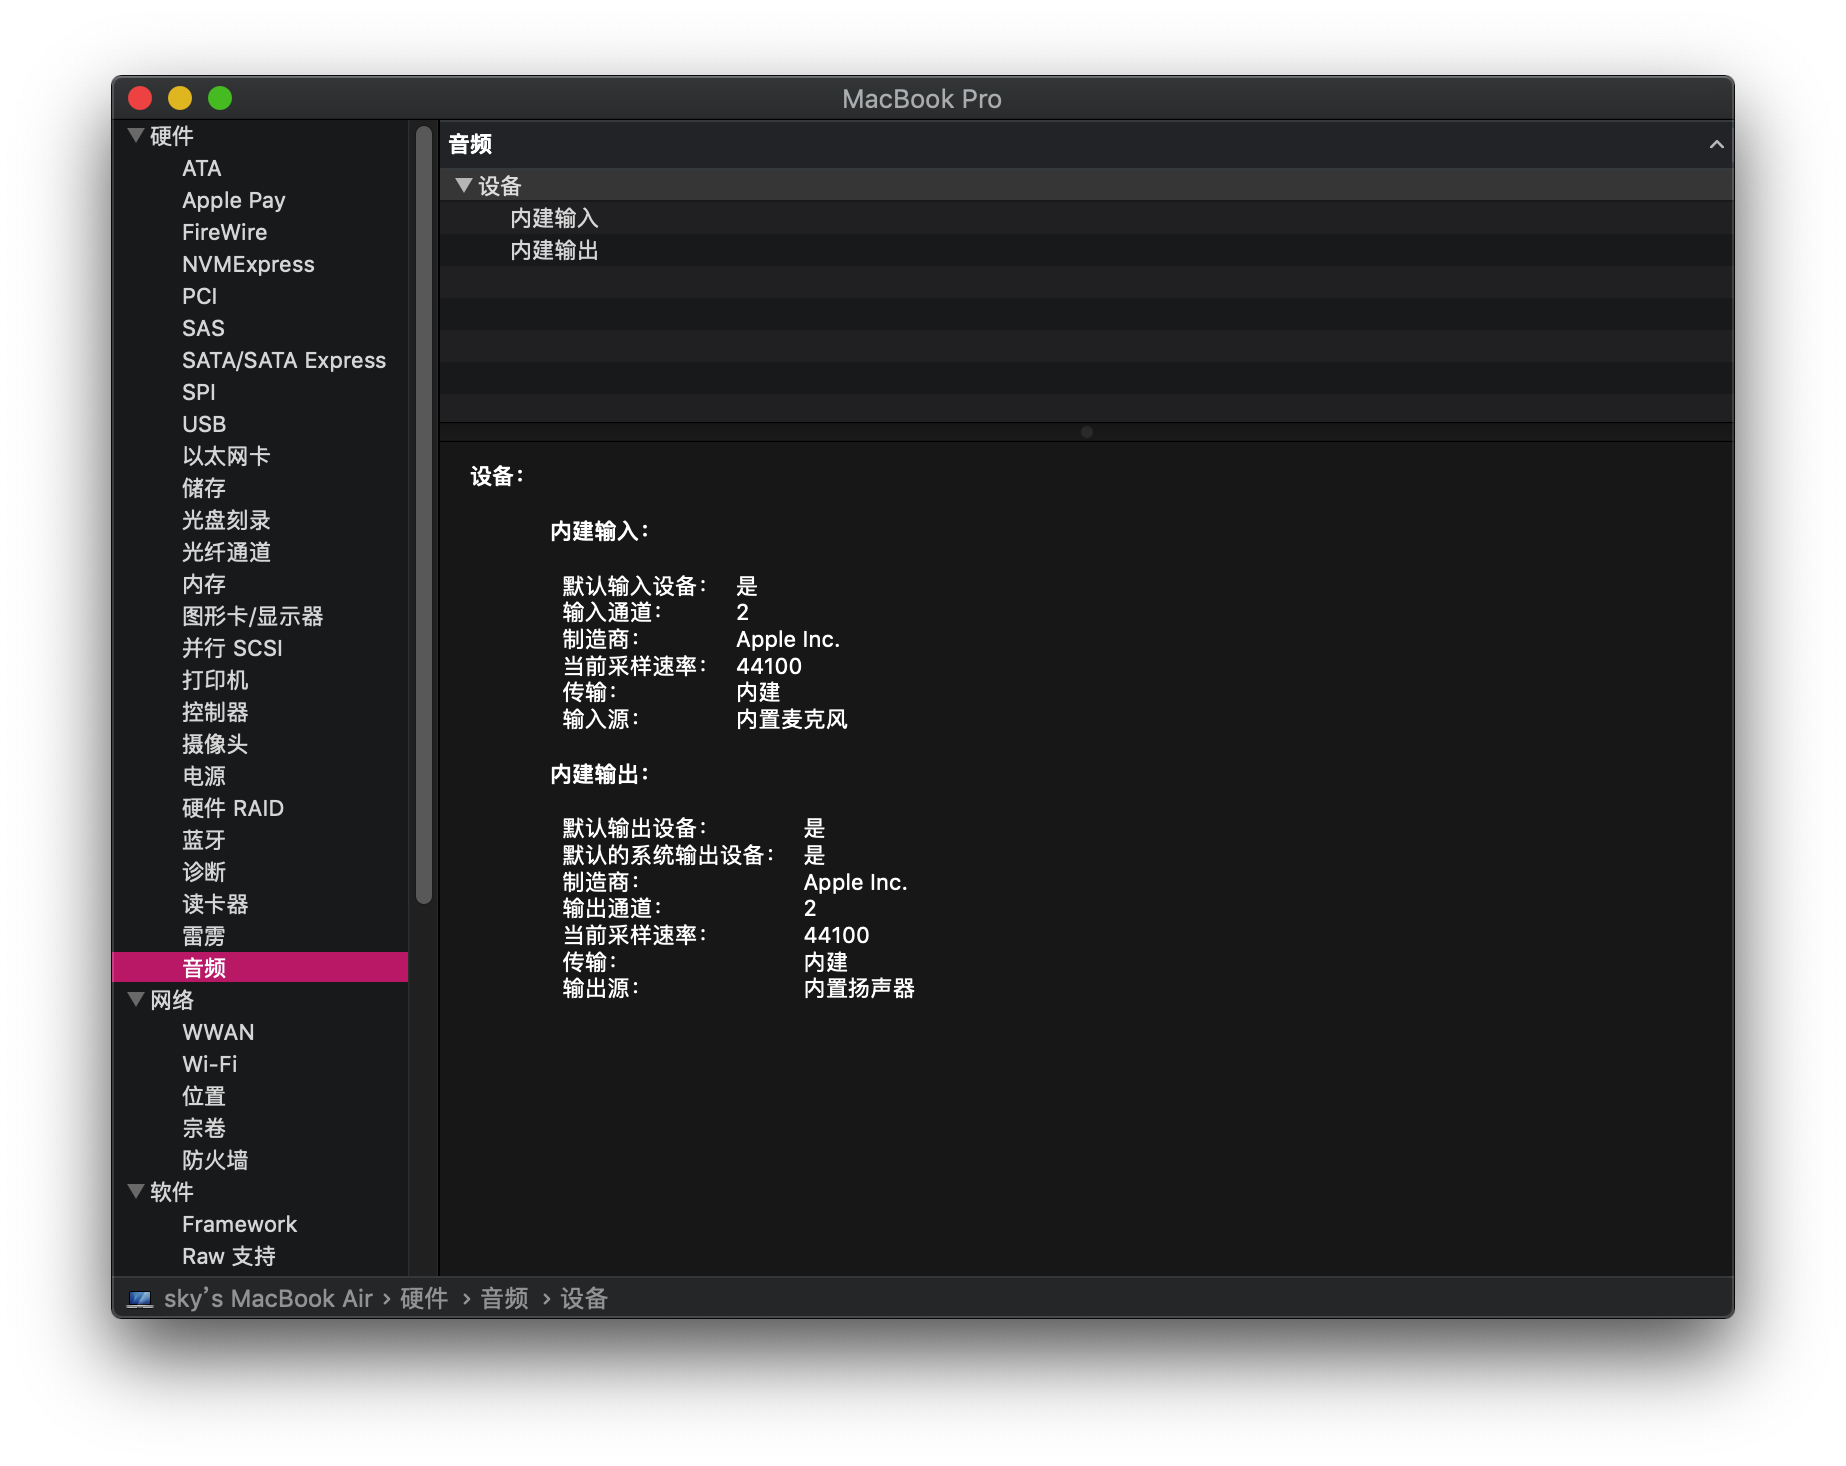 MacBook Pro
硬件
ATA
Apple Pay
FireWire
NVMExpress
PCI
SAS
SATA/SATA Express
SPI
USB
以太网卡
储存
光盘刻录
光纤通道
内存
图形卡/显示器
并行 SCSI
打印机
控制器
摄像头
电源
硬件 RAID
蓝牙
诊断
读卡器
雷雳
音频
网络
WWAN
Wi-Fi
位置
宗卷
防火墙
软件
Framework
Raw 支持
音频
设备
内建输入
内建输出
设备：
内建输入：
默认输入设备： 是
输入通道： 2
制造商： Apple Inc.
当前采样速率： 44100
传输： 内建
输入源： 内置麦克风
内建输出：
默认输出设备： 是
默认的系统输出设备： 是
制造商： Apple Inc.
输出通道： 2
当前采样速率： 44100
传输： 内建
输出源： 内置扬声器
sky’s MacBook Air › 硬件 › 音频 › 设备